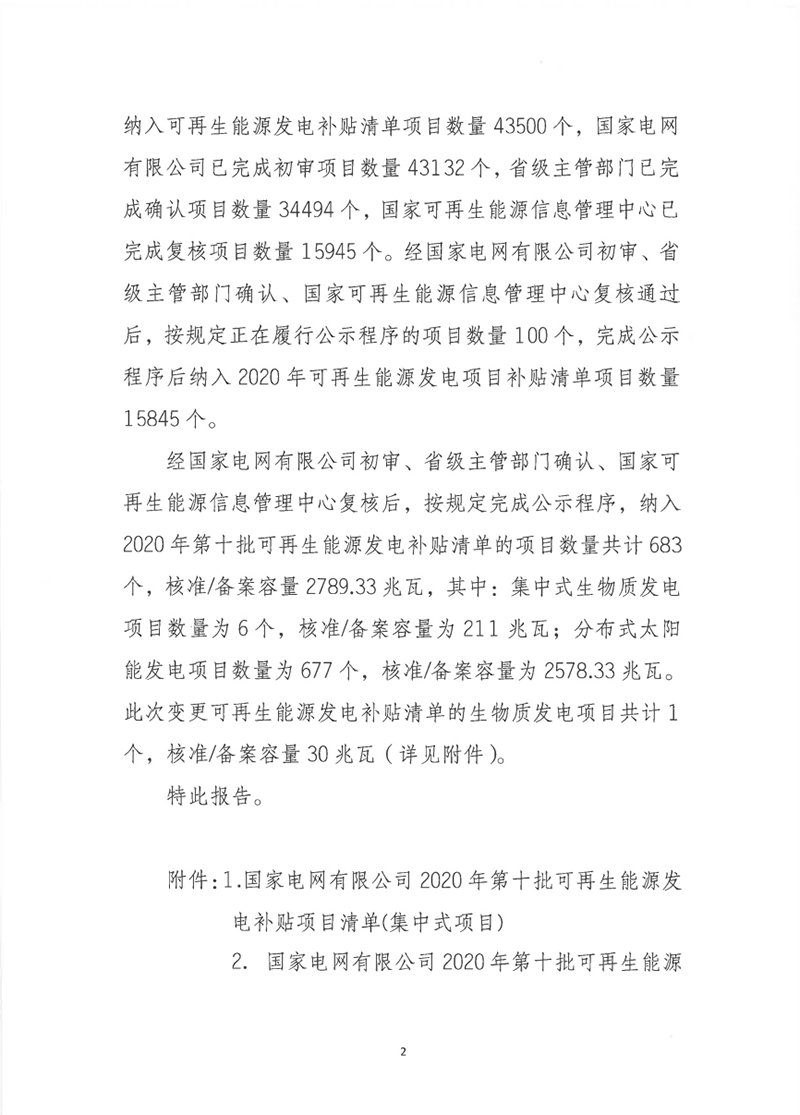 纳入可再生能源发电补贴清单项目数量 43500 个，国家电网
有限公司已完成初审项目数量 43132 个，省级主管部门已完
成确认项目数量 34494 个，国家可再生能源信息管理中心已
完成复核项目数量 15945 个。经国家电网有限公司初审、省
级主管部门确认、国家可再生能源信息管理中心复核通过
后，按规定正在履行公示程序的项目数量 100 个，完成公示
程序后纳入 2020 年可再生能源发电项目补贴清单项目数量
15845 个。
经国家电网有限公司初审、省级主管部门确认、国家可
再生能源信息管理中心复核后，按规定完成公示程序，纳入
2020 年第十批可再生能源发电补贴清单的项目数量共计 683
个，核准/备案容量 2789.33 兆瓦，其中：集中式生物质发电
项目数量为 6 个，核准/备案容量为 211 兆瓦；分布式太阳
能发电项目数量为 677 个，核准/备案容量为 2578.33 兆瓦。
此次变更可再生能源发电补贴清单的生物质发电项目共计 1
个，核准/备案容量 30 兆瓦（详见附件）。
特此报告。
附件：1.国家电网有限公司 2020 年第十批可再生能源发
电补贴项目清单(集中式项目)
2. 国家电网有限公司 2020 年第十批可再生能源
2